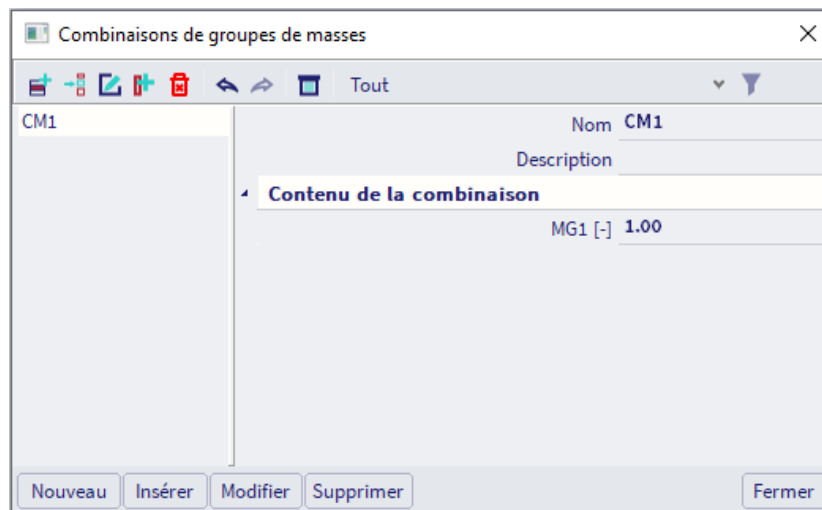 Combinaisons de groupes de masses
Tout
CM1
Nom CM1
Description
Contenu de la combinaison
MG1 [-] 1.00
Nouveau Insérer Modifier Supprimer Fermer